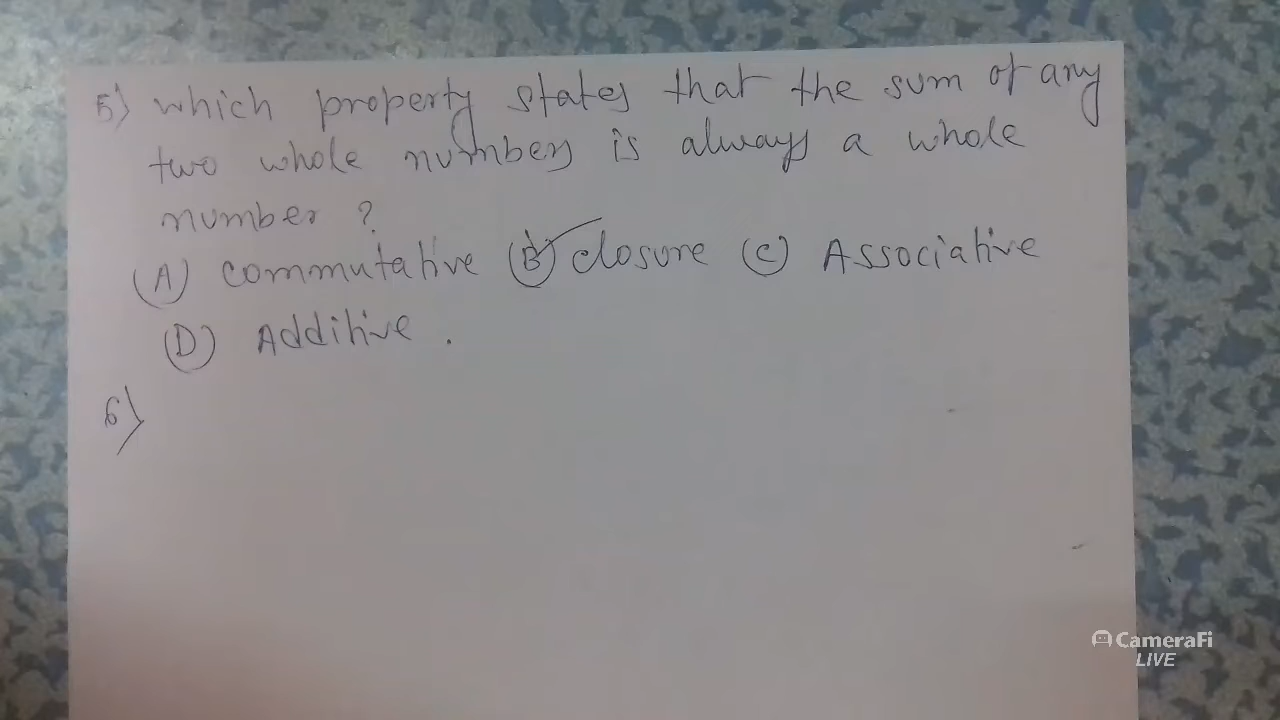 5) which property states that the sum of any
two whole numbers is always a whole
number ?
(A) commutative (B) closure (C) Associative
(D) Additive .
6)
CameraFi
LIVE